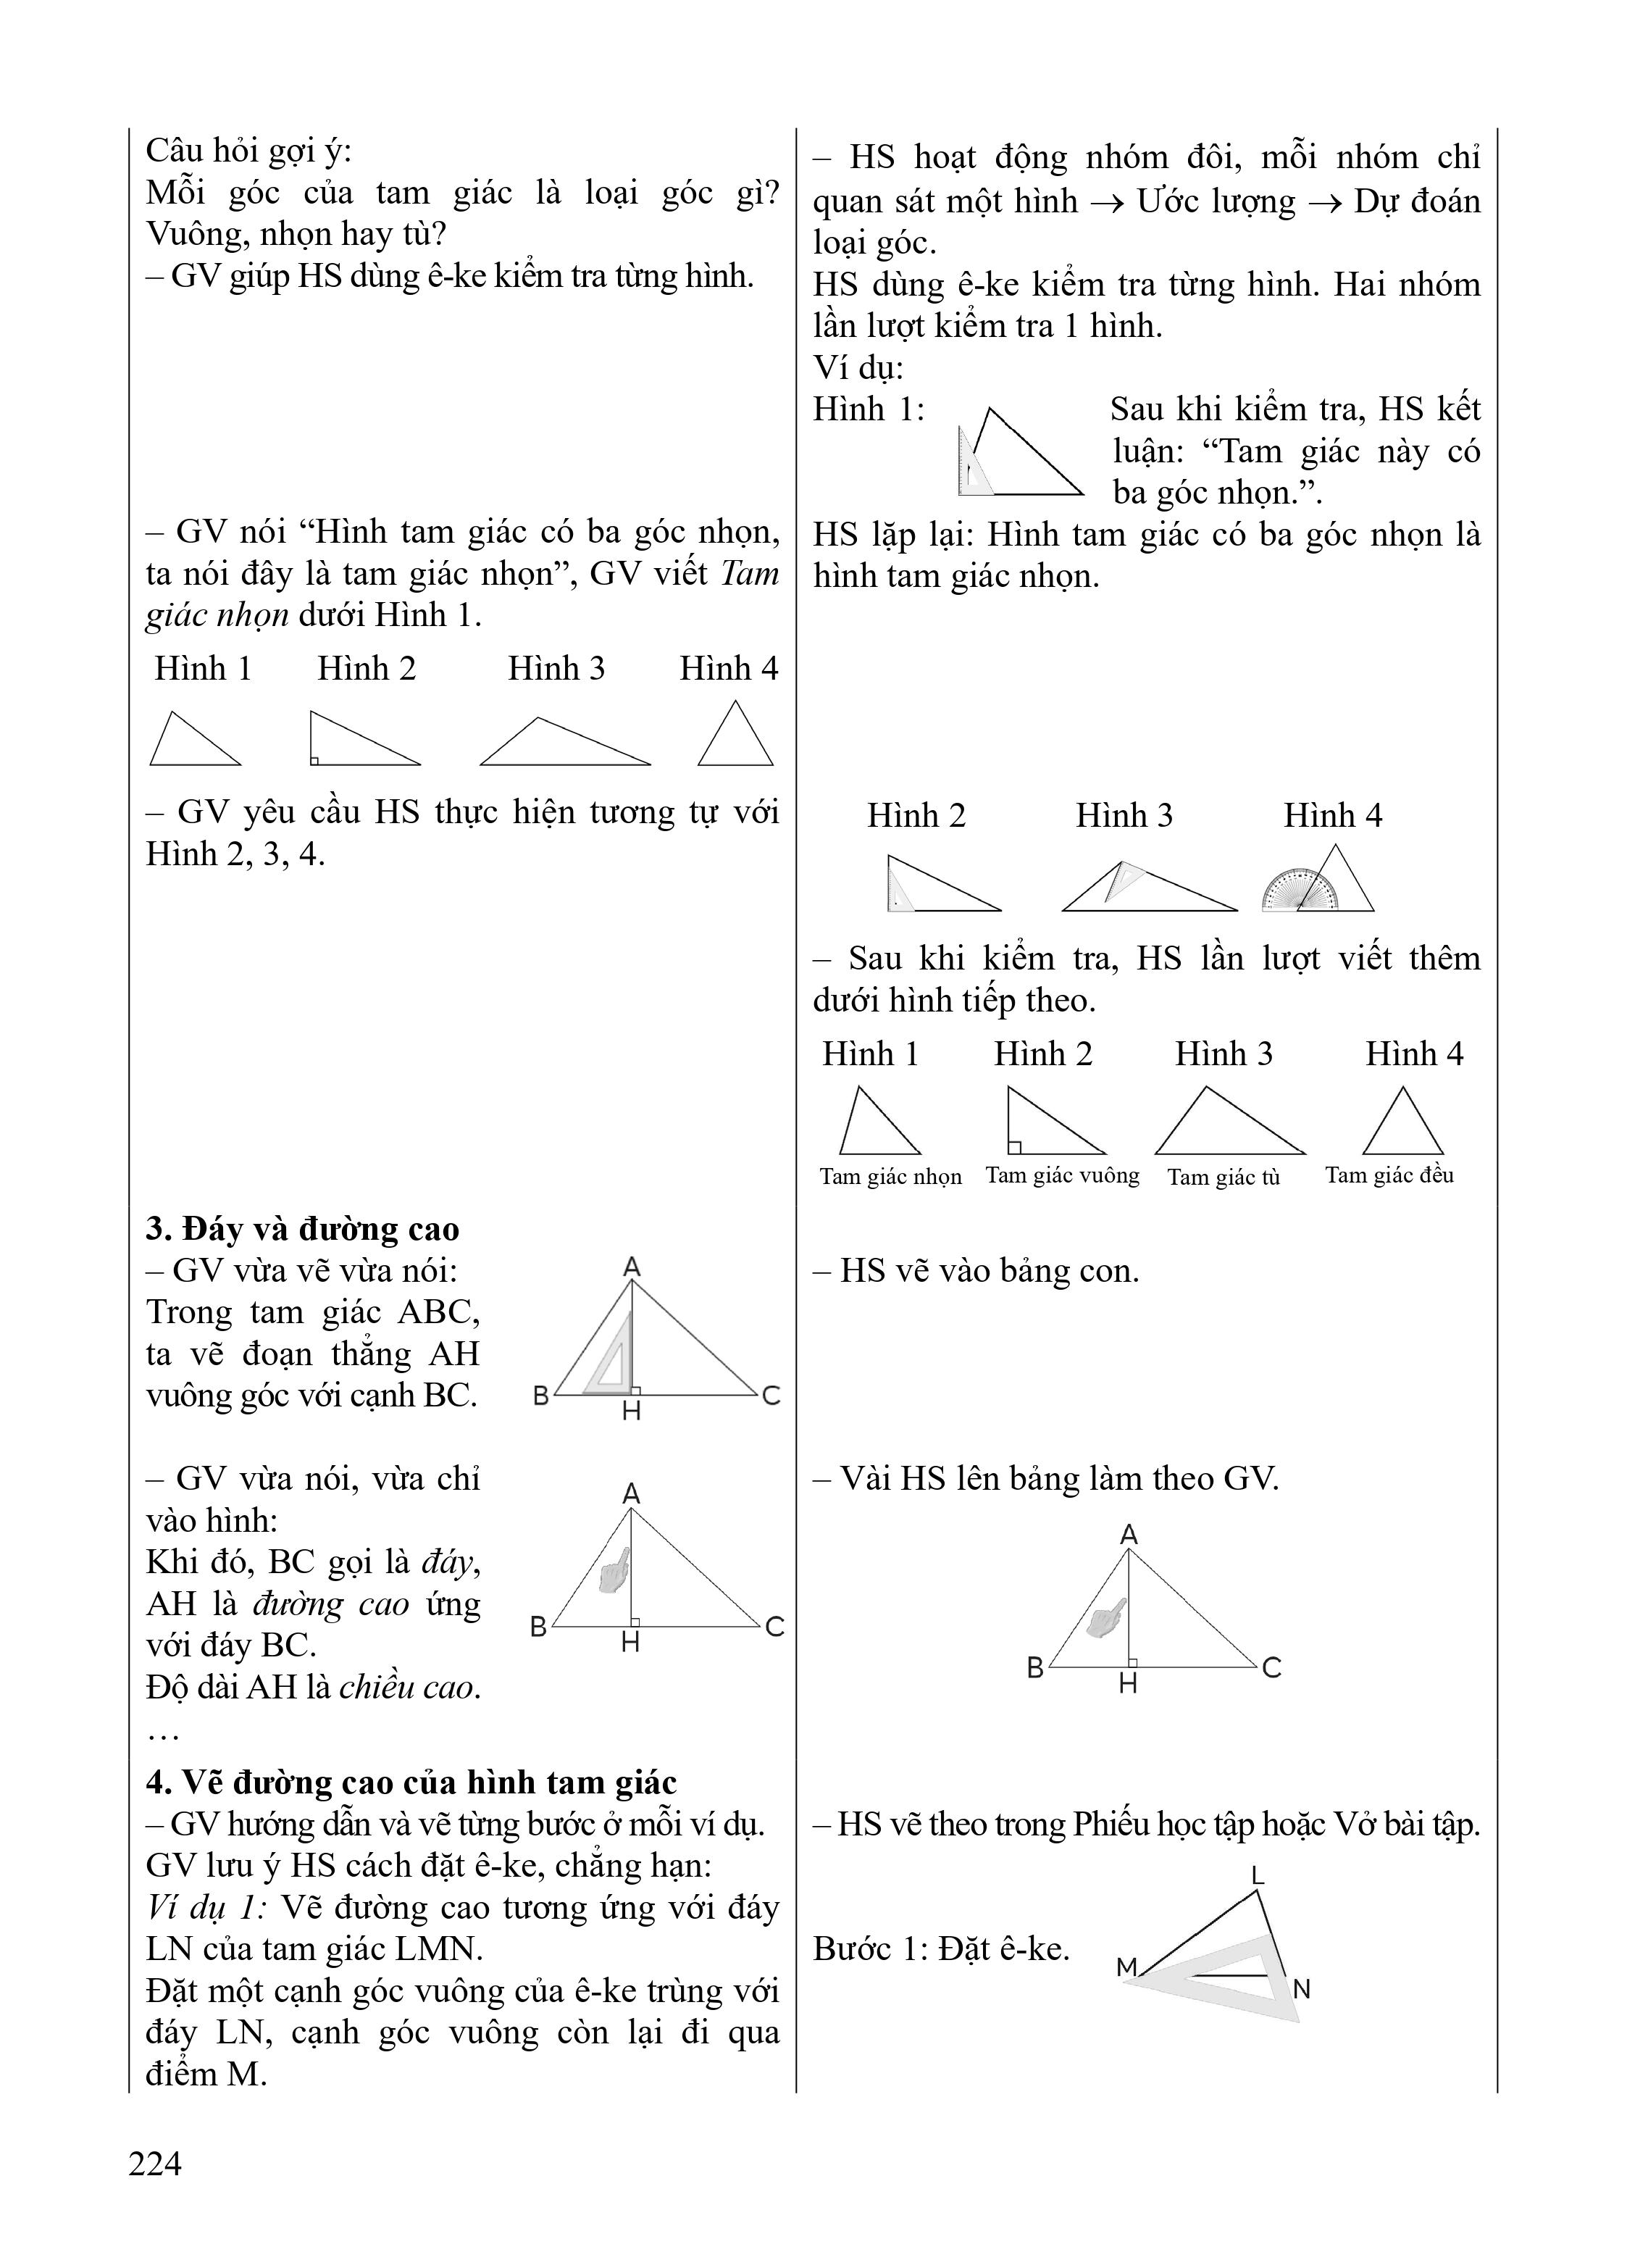 Câu hỏi gợi ý:
Mỗi góc của tam giác là loại góc gì?
Vuông, nhọn hay tù?
– GV giúp HS dùng ê-ke kiểm tra từng hình.
– GV nói “Hình tam giác có ba góc nhọn,
ta nói đây là tam giác nhọn”, GV viết Tam
giác nhọn dưới Hình 1.
Hình 1 Hình 2 Hình 3 Hình 4
– GV yêu cầu HS thực hiện tương tự với
Hình 2, 3, 4.
– HS hoạt động nhóm đôi, mỗi nhóm chỉ
quan sát một hình → Ước lượng → Dự đoán
loại góc.
HS dùng ê-ke kiểm tra từng hình. Hai nhóm
lần lượt kiểm tra 1 hình.
Ví dụ:
Hình 1: Sau khi kiểm tra, HS kết
luận: “Tam giác này có
ba góc nhọn.”.
HS lặp lại: Hình tam giác có ba góc nhọn là
hình tam giác nhọn.
Hình 2 Hình 3 Hình 4
– Sau khi kiểm tra, HS lần lượt viết thêm
dưới hình tiếp theo.
Hình 1 Hình 2 Hình 3 Hình 4
Tam giác nhọn Tam giác vuông Tam giác tù Tam giác đều
3. Đáy và đường cao
– GV vừa vẽ vừa nói:
Trong tam giác ABC,
ta vẽ đoạn thẳng AH
vuông góc với cạnh BC.
A
B
H
C
– HS vẽ vào bảng con.
– GV vừa nói, vừa chỉ
vào hình:
Khi đó, BC gọi là đáy,
AH là đường cao ứng
với đáy BC.
Độ dài AH là chiều cao.
…
A
B
H
C
– Vài HS lên bảng làm theo GV.
A
B
H
C
4. Vẽ đường cao của hình tam giác
– GV hướng dẫn và vẽ từng bước ở mỗi ví dụ.
GV lưu ý HS cách đặt ê-ke, chẳng hạn:
Ví dụ 1: Vẽ đường cao tương ứng với đáy
LN của tam giác LMN.
Đặt một cạnh góc vuông của ê-ke trùng với
đáy LN, cạnh góc vuông còn lại đi qua
điểm M.
– HS vẽ theo trong Phiếu học tập hoặc Vở bài tập.
Bước 1: Đặt ê-ke.
L
M
N
224